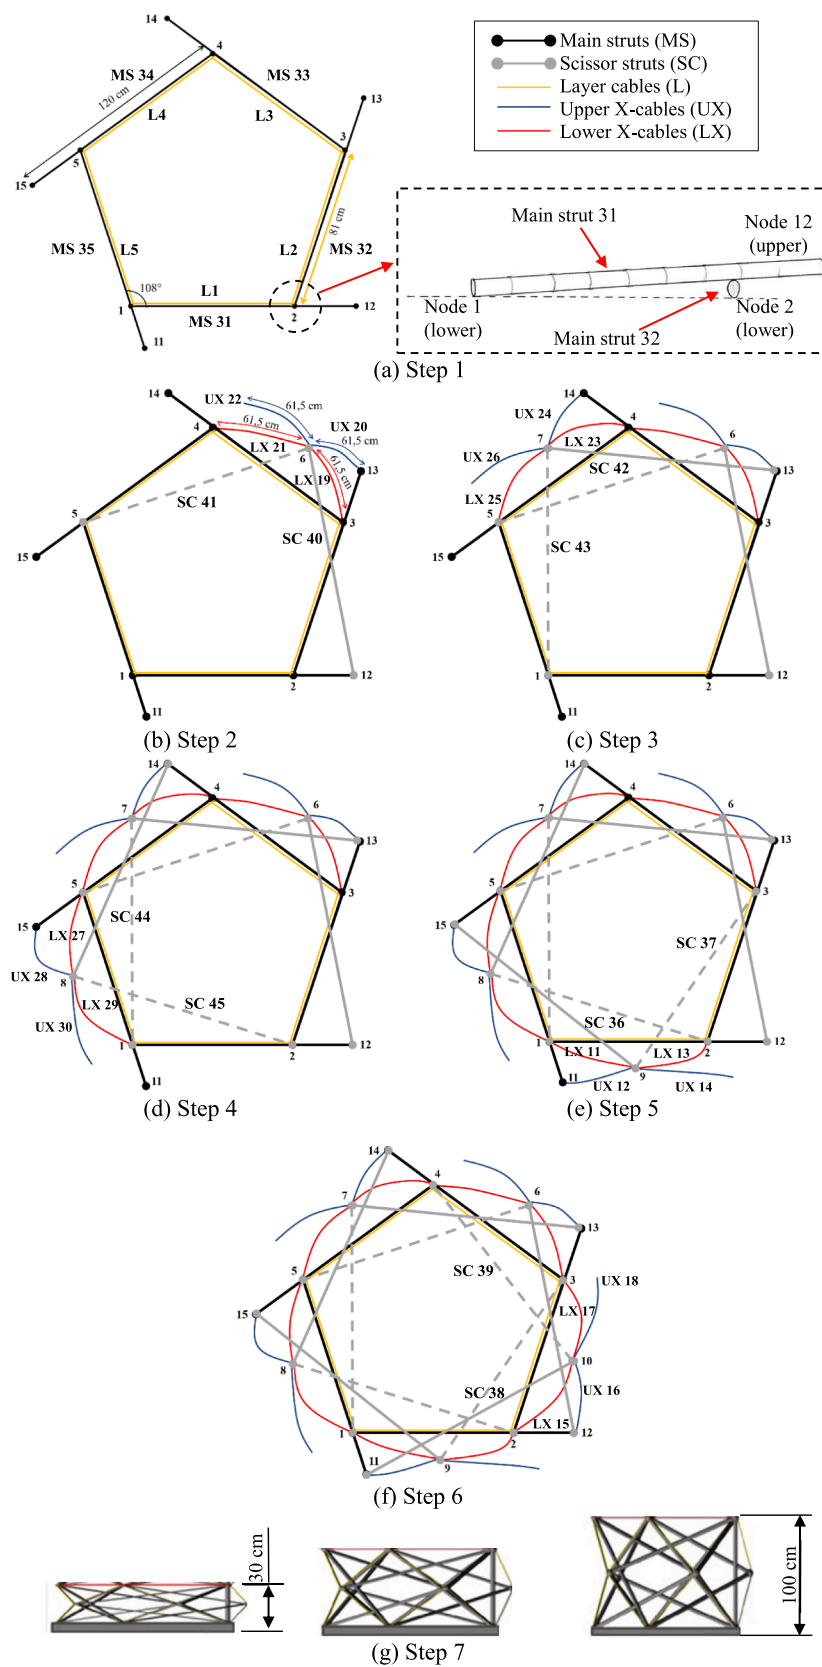 Main struts (MS)
Scissor struts (SC)
Layer cables (L)
Upper X-cables (UX)
Lower X-cables (LX)
14
4
MS 34
MS 33
120 cm
13
L4
L3
3
5
15
81 cm
MS 35
L5
L2
MS 32
108°
L1
1
MS 31
2
12
11
Main strut 31
Node 12
(upper)
Node 1
(lower)
Node 2
(lower)
Main strut 32
(a) Step 1
14
UX 22
61,5 cm
UX 20
61,5 cm
61,5 cm
4
LX 21
6
13
LX 19
61,5 cm
SC 41
5
3
SC 40
15
1
2
12
11
(b) Step 2
14
UX 24
4
7
LX 23
6
UX 26
SC 42
13
LX 25
5
3
SC 43
15
1
2
12
11
(c) Step 3
14
4
7
6
13
5
3
SC 44
15
LX 27
UX 28
8
LX 29
SC 45
UX 30
1
2
12
11
(d) Step 4
14
4
7
6
13
5
3
15
SC 37
8
SC 36
1
LX 11
LX 13
2
12
11
9
UX 12
UX 14
(e) Step 5
14
4
7
6
13
SC 39
5
3
UX 18
15
LX 17
8
10
SC 38
UX 16
1
LX 15
2
12
11
9
(f) Step 6
30 cm
100 cm
(g) Step 7